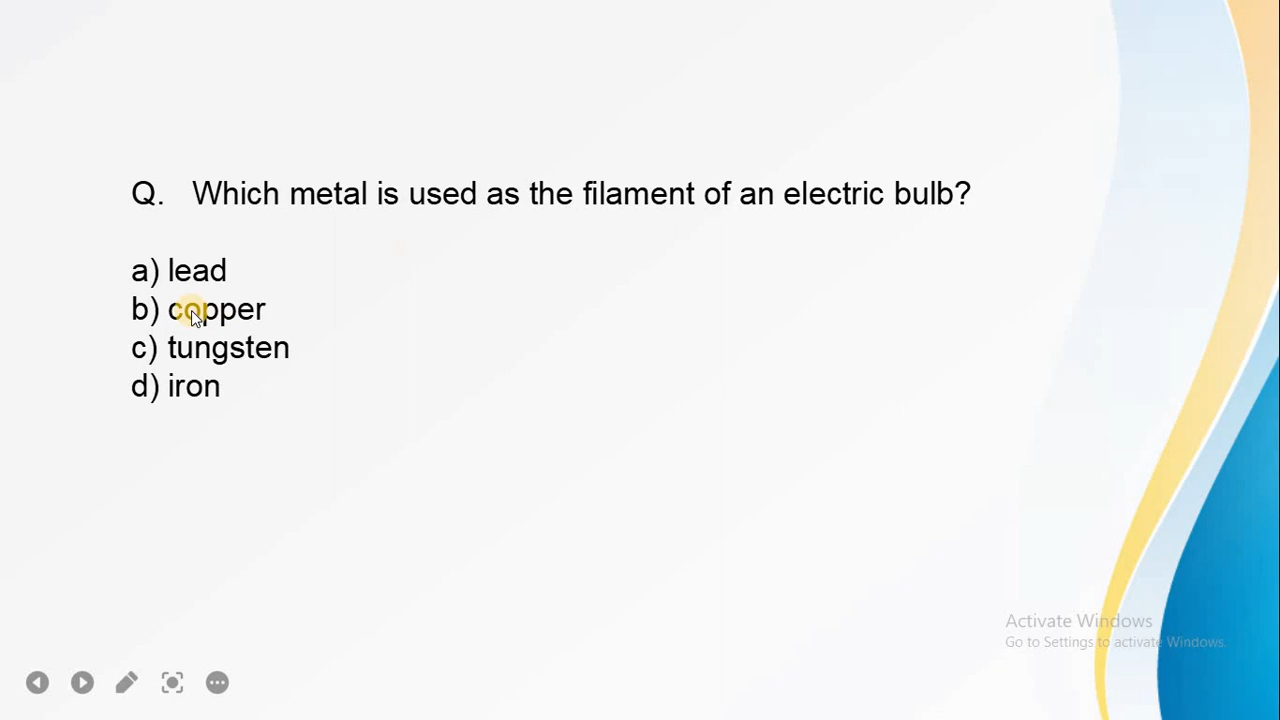 Q. Which metal is used as the filament of an electric bulb?
a) lead
b) copper
c) tungsten
d) iron
Activate Windows
Go to Settings to activate Windows.